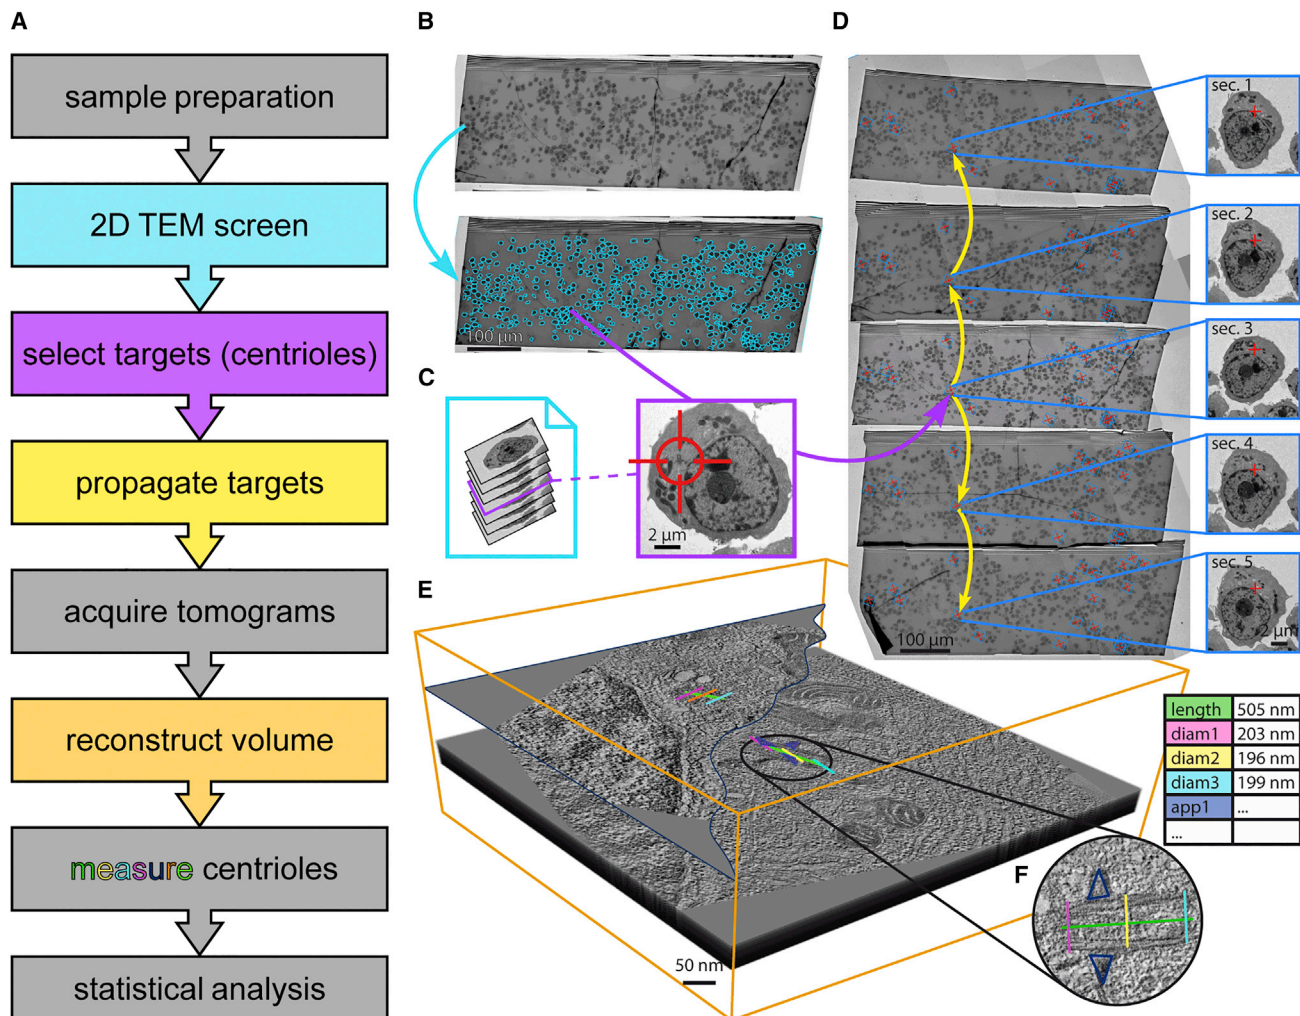 A
sample preparation
2D TEM screen
select targets (centrioles)
propagate targets
acquire tomograms
reconstruct volume
measure centrioles
statistical analysis
B
100 µm
C
2 µm
D
sec. 1
sec. 2
sec. 3
sec. 4
sec. 5
100 µm
2 µm
E
50 nm
length 505 nm
diam1 203 nm
diam2 196 nm
diam3 199 nm
app1 ...
...
F